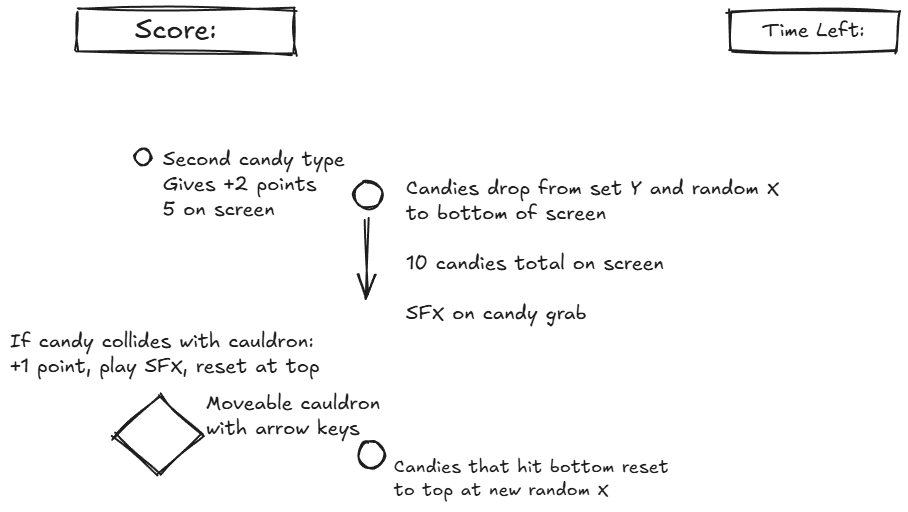 Score:
Time Left:
Second candy type
Gives +2 points
5 on screen
Candies drop from set Y and random X
to bottom of screen
10 candies total on screen
SFX on candy grab
If candy collides with cauldron:
+1 point, play SFX, reset at top
Moveable cauldron
with arrow keys
Candies that hit bottom reset
to top at new random X